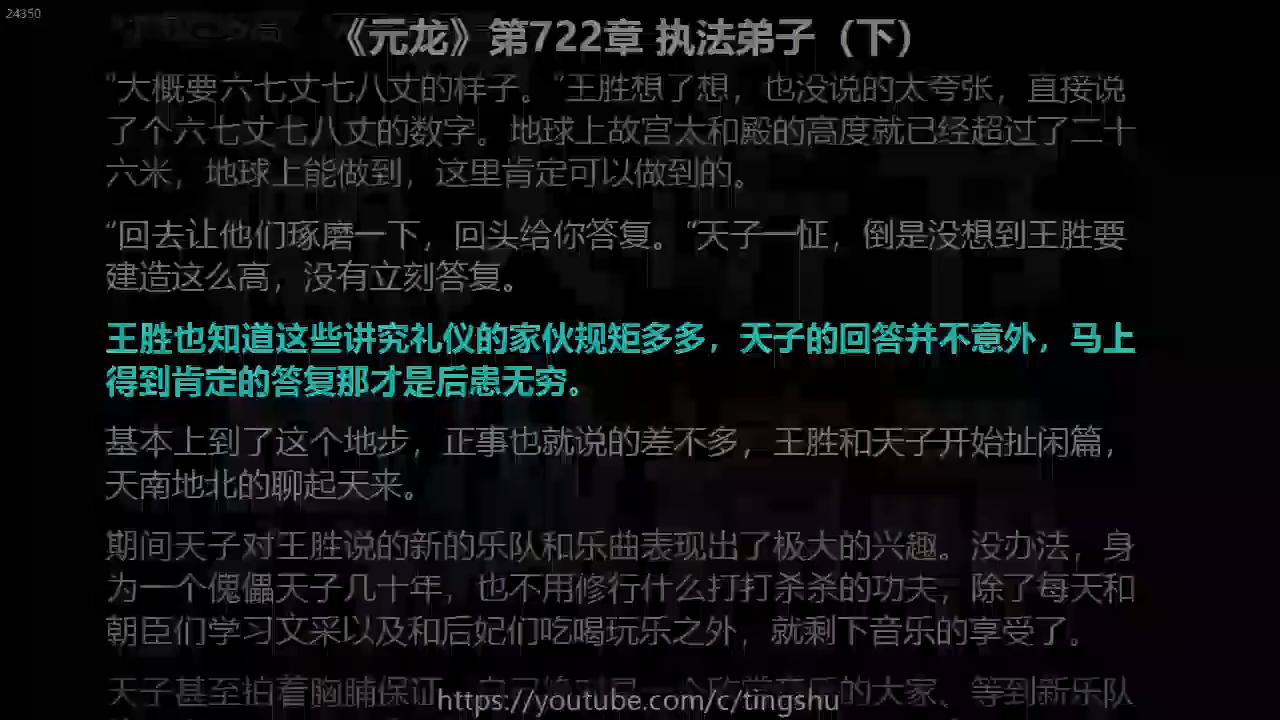 24350
《元龙》第722章 执法弟子（下）
“大概要六七丈七八丈的样子。“王胜想了想，也没说的太夸张，直接说
了个六七丈七八丈的数字。地球上故宫太和殿的高度就已经超过了二十
六米，地球上能做到，这里肯定可以做到的。
“回去让他们琢磨一下，回头给你答复。“天子一怔，倒是没想到王胜要
建造这么高，没有立刻答复。
王胜也知道这些讲究礼仪的家伙规矩多多，天子的回答并不意外，马上
得到肯定的答复那才是后患无穷。
基本上到了这个地步，正事也就说的差不多，王胜和天子开始扯闲篇，
天南地北的聊起天来。
期间天子对王胜说的新的乐队和乐曲表现出了极大的兴趣。没办法，身
为一个傀儡天子几十年，也不用修行什么打打杀杀的功夫，除了每天和
朝臣们学习文采以及和后妃们吃喝玩乐之外，就剩下音乐的享受了。
天子甚至拍着胸脯保证，的大家、等到新乐队
https://youtube.com/c/tingshu